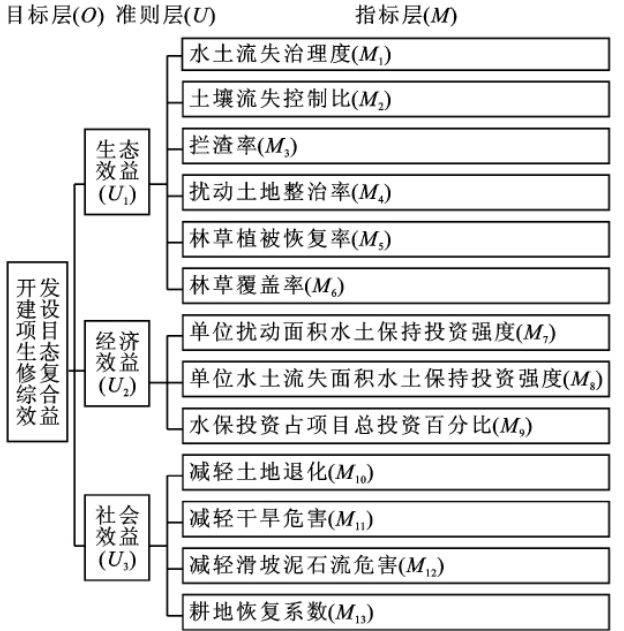 目标层(O) 准则层(U) 指标层(M)
开发
建设
项目
生态
修复
综合
效益
生态
效益
(U₁)
水土流失治理度(M₁)
土壤流失控制比(M₂)
拦渣率(M₃)
扰动土地整治率(M₄)
林草植被恢复率(M₅)
林草覆盖率(M₆)
经济
效益
(U₂)
单位扰动面积水土保持投资强度(M₇)
单位水土流失面积水土保持投资强度(M₈)
水保投资占项目总投资百分比(M₉)
社会
效益
(U₃)
减轻土地退化(M₁₀)
减轻干旱危害(M₁₁)
减轻滑坡泥石流危害(M₁₂)
耕地恢复系数(M₁₃)